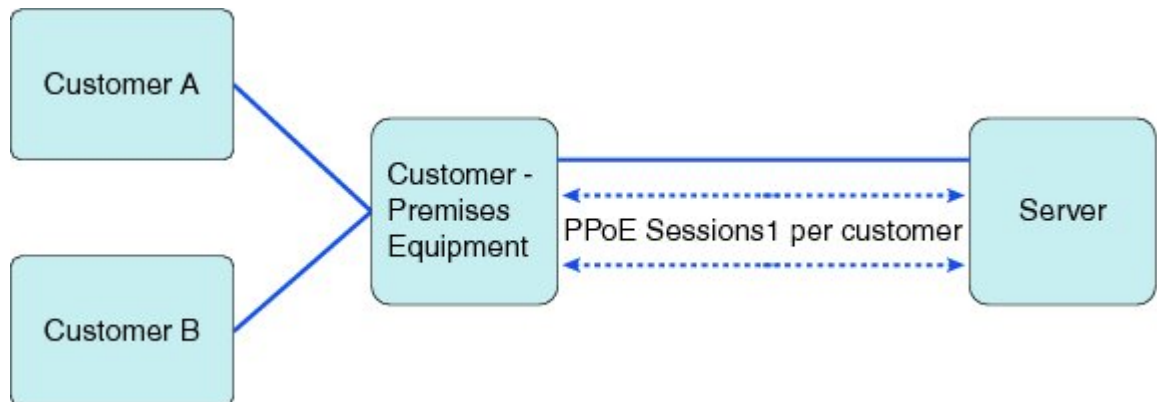 Customer A
Customer -
Premises
Equipment
PPoE Sessions1 per customer
Server
Customer B